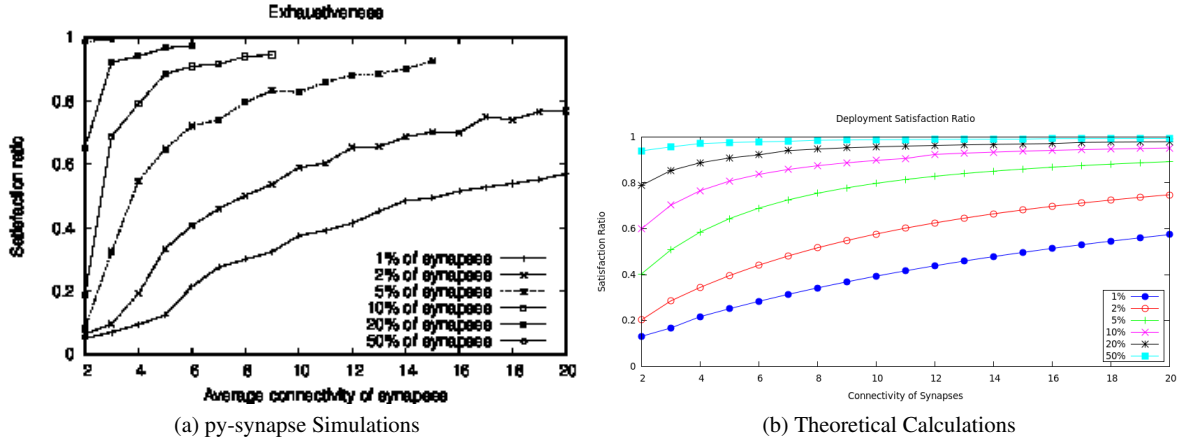 Exhaustiveness
Satisfaction ratio
1
0.8
0.6
0.4
0.2
0
1% of synapses
2% of synapses
5% of synapses
10% of synapses
20% of synapses
50% of synapses
2 4 6 8 10 12 14 16 18 20
Average connectivity of synapses
(a) py-synapse Simulations
Deployment Satisfaction Ratio
Satisfaction Ratio
1
0.8
0.6
0.4
0.2
0
1%
2%
5%
10%
20%
50%
2 4 6 8 10 12 14 16 18 20
Connectivity of Synapses
(b) Theoretical Calculations